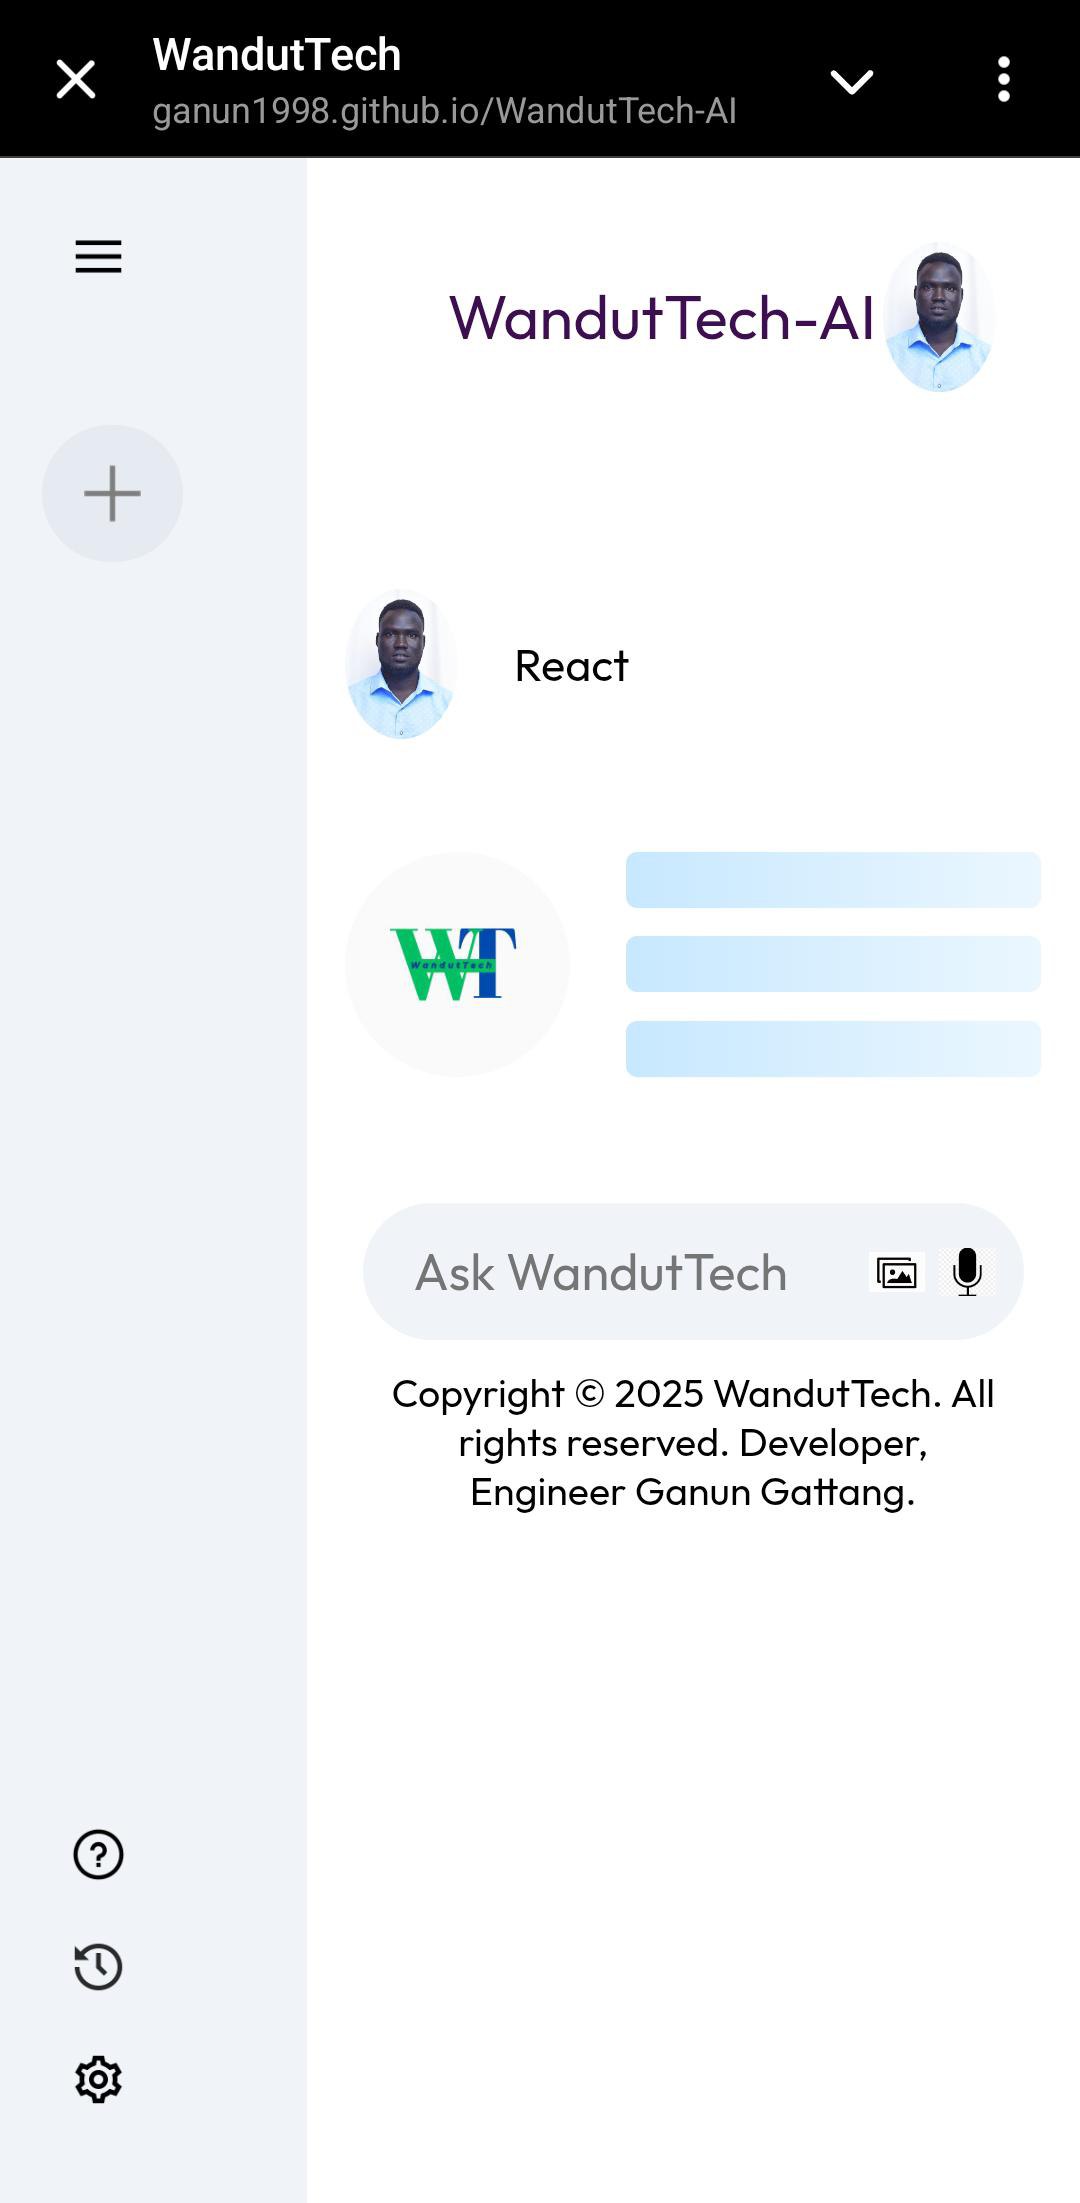 WandutTech
ganun1998.github.io/WandutTech-AI
WandutTech-AI
React
WT
WandutTech
Ask WandutTech
Copyright © 2025 WandutTech. All
rights reserved. Developer,
Engineer Ganun Gattang.